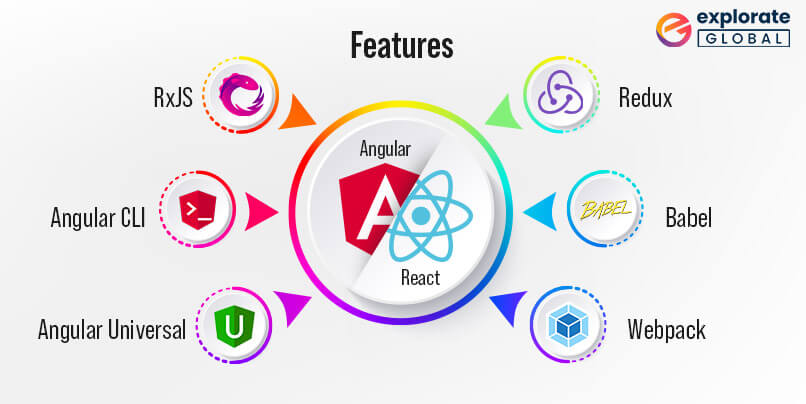 explorate
GLOBAL
Features
RxJS
Redux
Angular
Angular CLI
BABEL
Babel
React
Angular Universal
U
Webpack